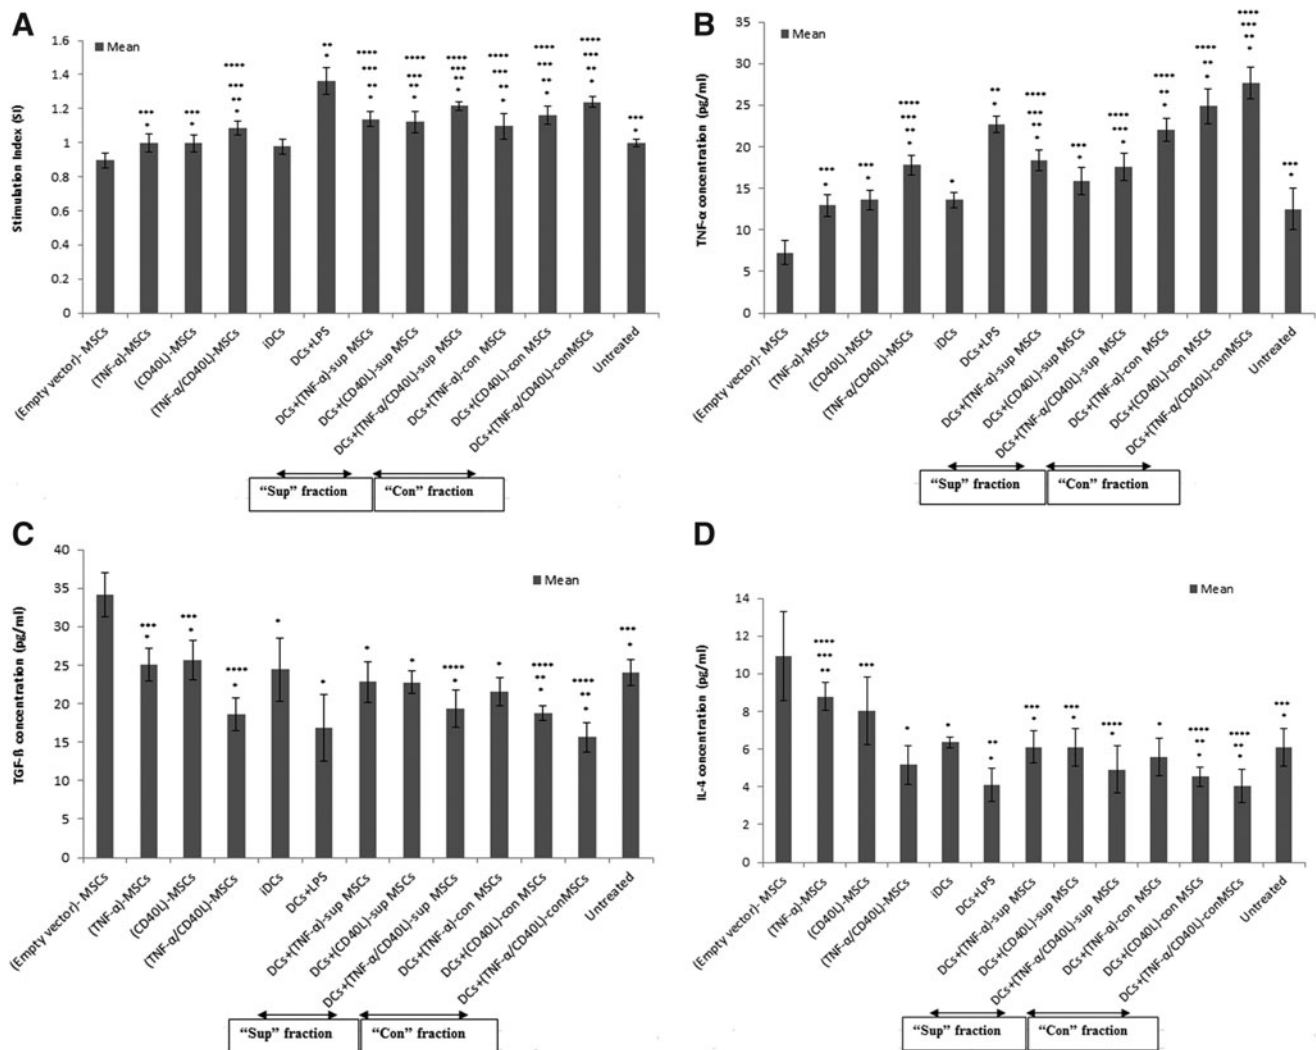 A
Stimulation Index (SI)
Mean
1.6
1.4
1.2
1
0.8
0.6
0.4
0.2
0
****
***
**
*
(Empty vector)- MSCs
(TNF-α)-MSCs
(CD40L)-MSCs
(TNF-α/CD40L)-MSCs
iDCs
DCs+LPS
DCs+(TNF-α)-sup MSCs
DCs+(CD40L)-sup MSCs
DCs+(TNF-α/CD40L)-sup MSCs
DCs+(TNF-α)-con MSCs
DCs+(CD40L)-con MSCs
DCs+(TNF-α/CD40L)-conMSCs
Untreated
“Sup” fraction
“Con” fraction
B
TNF-α concentration (pg/ml)
Mean
35
30
25
20
15
10
5
0
(Empty vector)- MSCs
(TNF-α)-MSCs
(CD40L)-MSCs
(TNF-α/CD40L)-MSCs
iDCs
DCs+LPS
DCs+(TNF-α)-sup MSCs
DCs+(CD40L)-sup MSCs
DCs+(TNF-α/CD40L)-sup MSCs
DCs+(TNF-α)-con MSCs
DCs+(CD40L)-con MSCs
DCs+(TNF-α/CD40L)-conMSCs
Untreated
“Sup” fraction
“Con” fraction
C
TGF-ß concentration (pg/ml)
Mean
40
35
30
25
20
15
10
5
0
(Empty vector)- MSCs
(TNF-α)-MSCs
(CD40L)-MSCs
(TNF-α/CD40L)-MSCs
iDCs
DCs+LPS
DCs+(TNF-α)-sup MSCs
DCs+(CD40L)-sup MSCs
DCs+(TNF-α/CD40L)-sup MSCs
DCs+(TNF-α)-con MSCs
DCs+(CD40L)-con MSCs
DCs+(TNF-α/CD40L)-conMSCs
Untreated
“Sup” fraction
“Con” fraction
D
IL-4 concentration (pg/ml)
Mean
14
12
10
8
6
4
2
0
(Empty vector)- MSCs
(TNF-α)-MSCs
(CD40L)-MSCs
(TNF-α/CD40L)-MSCs
iDCs
DCs+LPS
DCs+(TNF-α)-sup MSCs
DCs+(CD40L)-sup MSCs
DCs+(TNF-α/CD40L)-sup MSCs
DCs+(TNF-α)-con MSCs
DCs+(CD40L)-con MSCs
DCs+(TNF-α/CD40L)-conMSCs
Untreated
“Sup” fraction
“Con” fraction